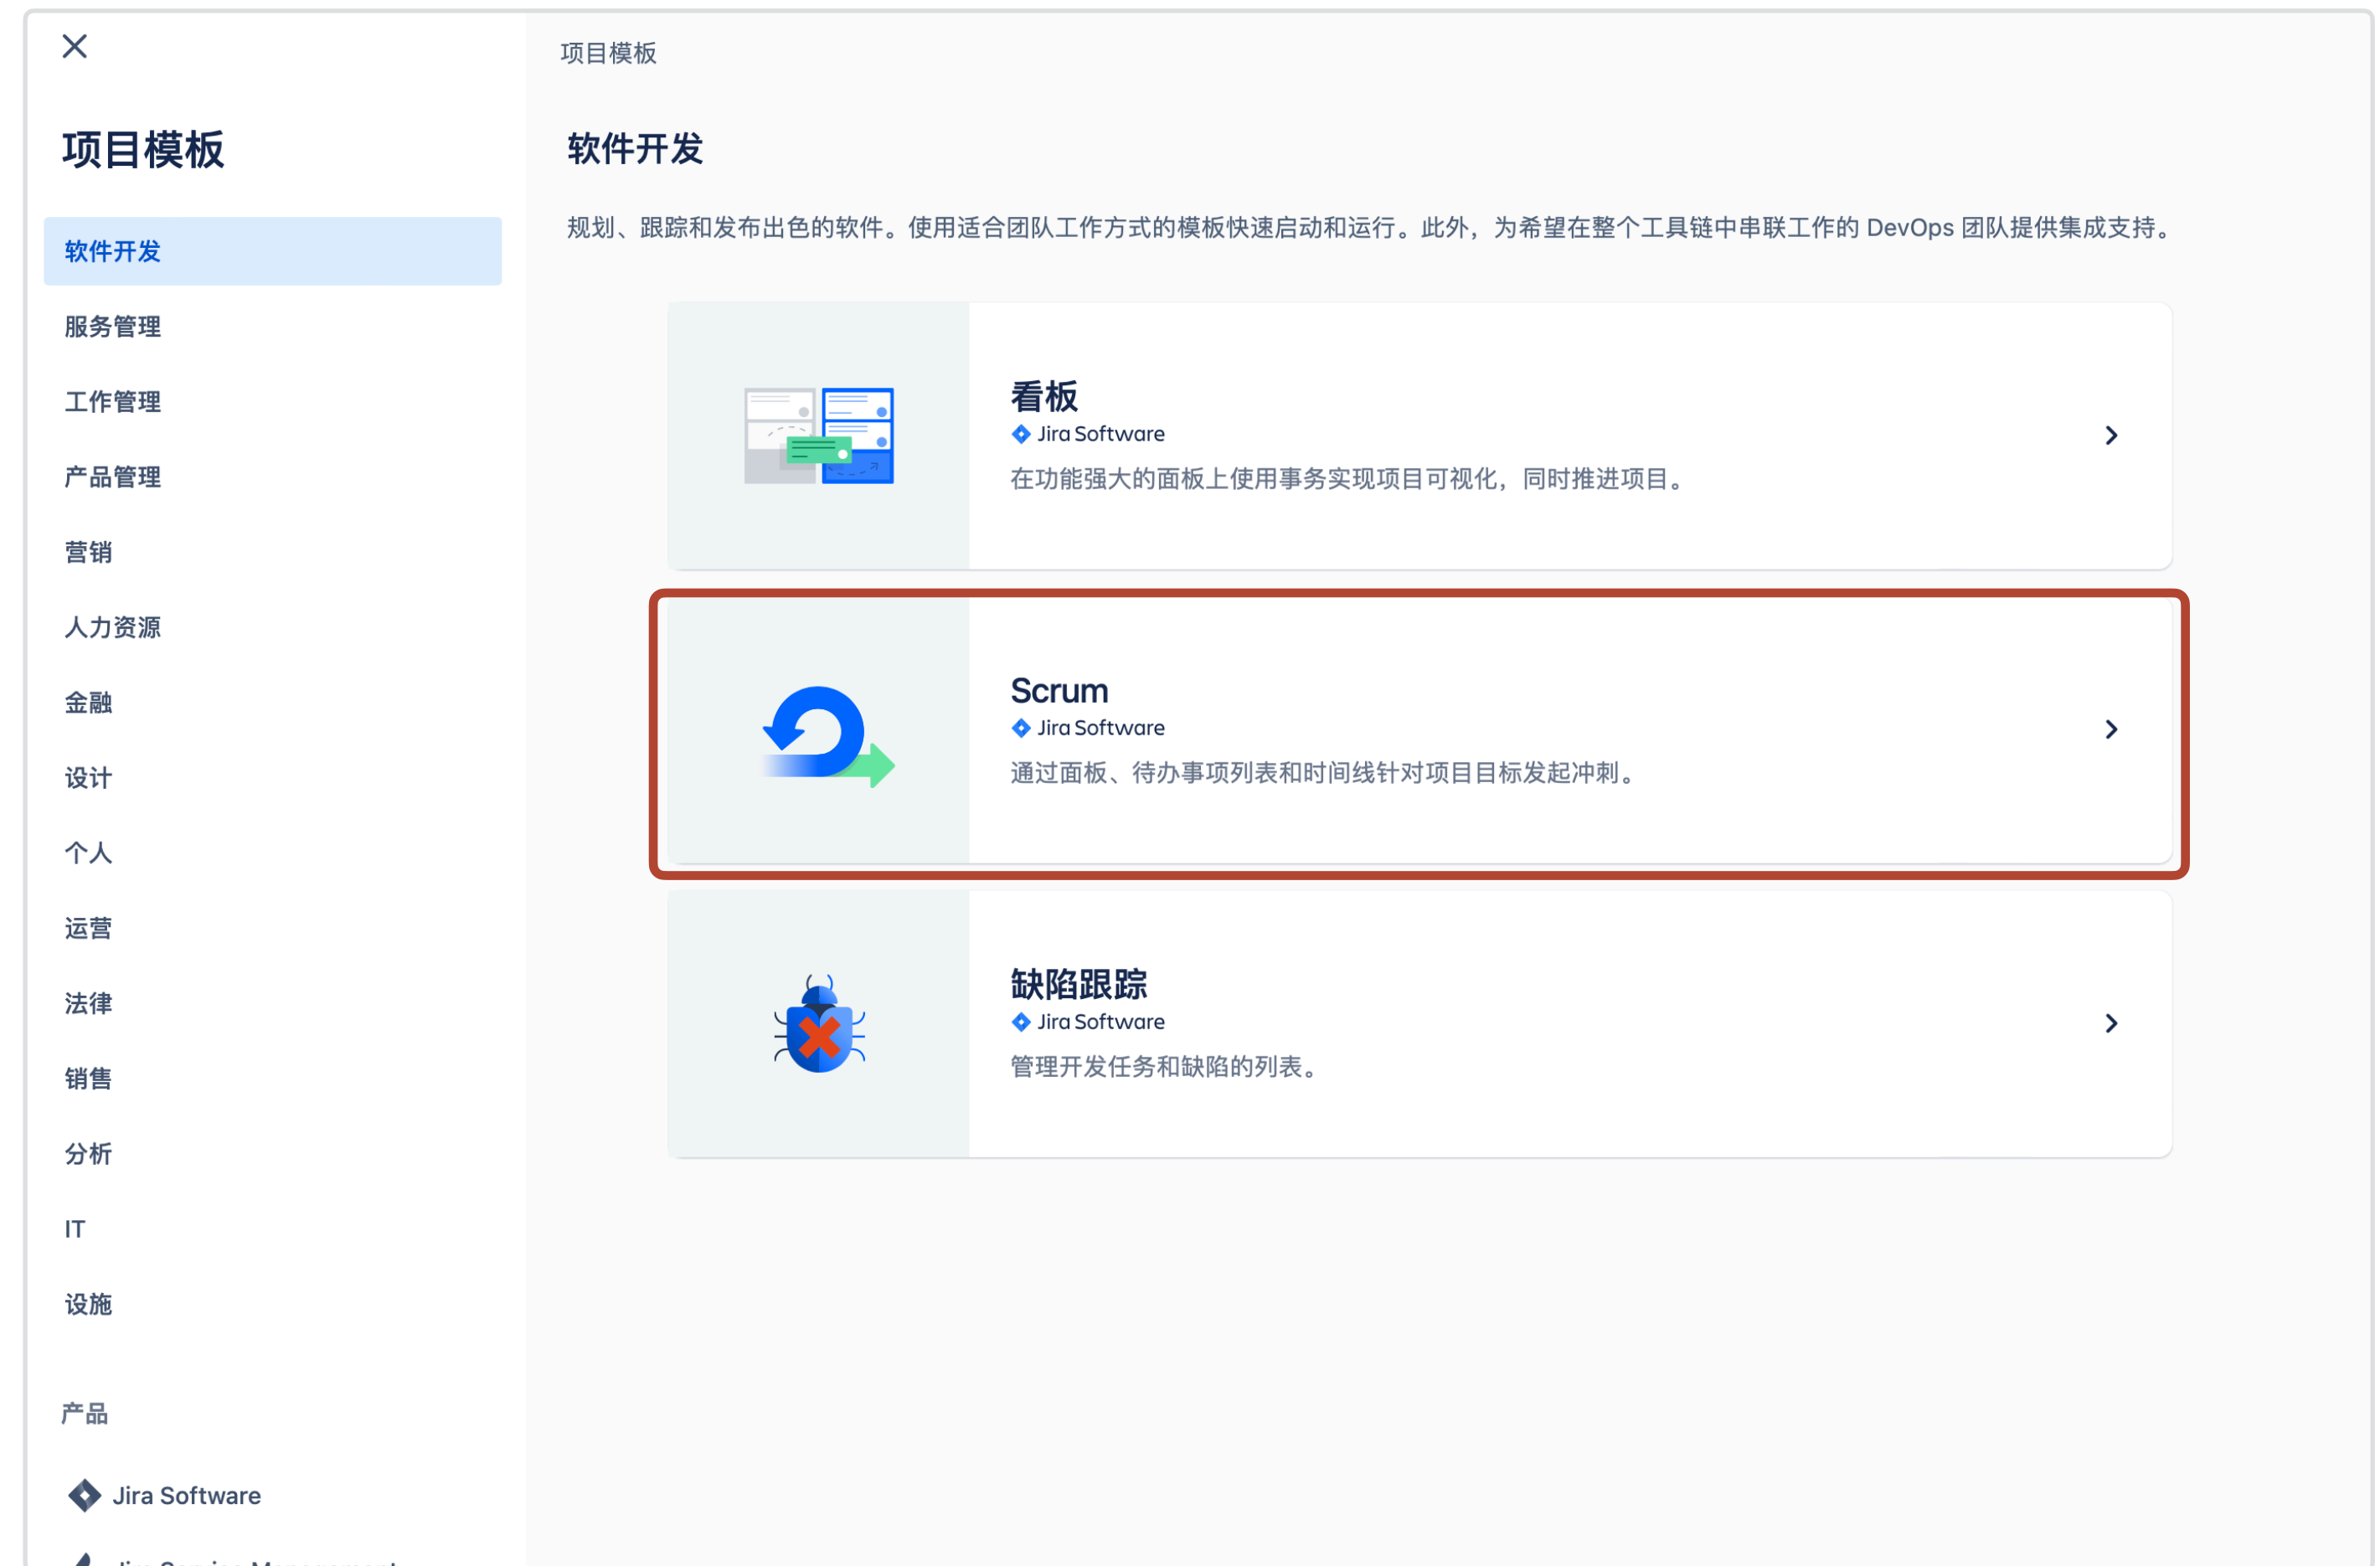 项目模板
软件开发
服务管理
工作管理
产品管理
营销
人力资源
金融
设计
个人
运营
法律
销售
分析
IT
设施
产品
Jira Software
Jira Service Management
项目模板
软件开发
规划、跟踪和发布出色的软件。使用适合团队工作方式的模板快速启动和运行。此外，为希望在整个工具链中串联工作的 DevOps 团队提供集成支持。
看板
Jira Software
在功能强大的面板上使用事务实现项目可视化，同时推进项目。
Scrum
Jira Software
通过面板、待办事项列表和时间线针对项目目标发起冲刺。
缺陷跟踪
Jira Software
管理开发任务和缺陷的列表。